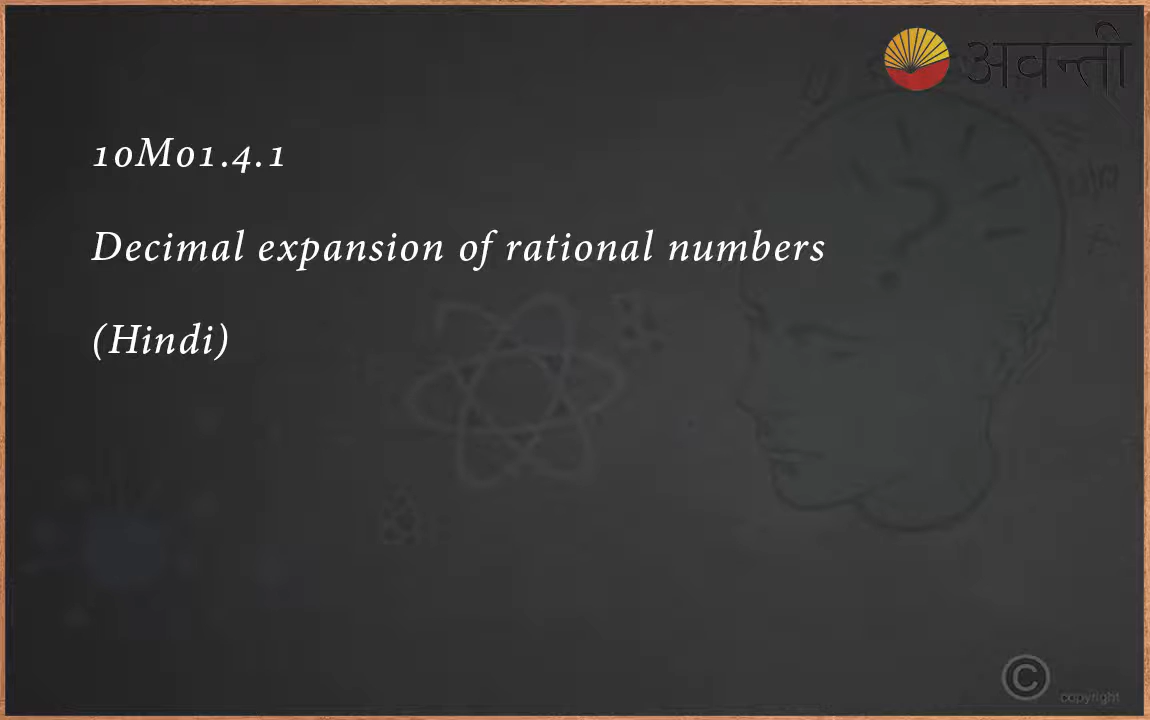 अवन्ती
10M01.4.1
Decimal expansion of rational numbers
(Hindi)
© copyright